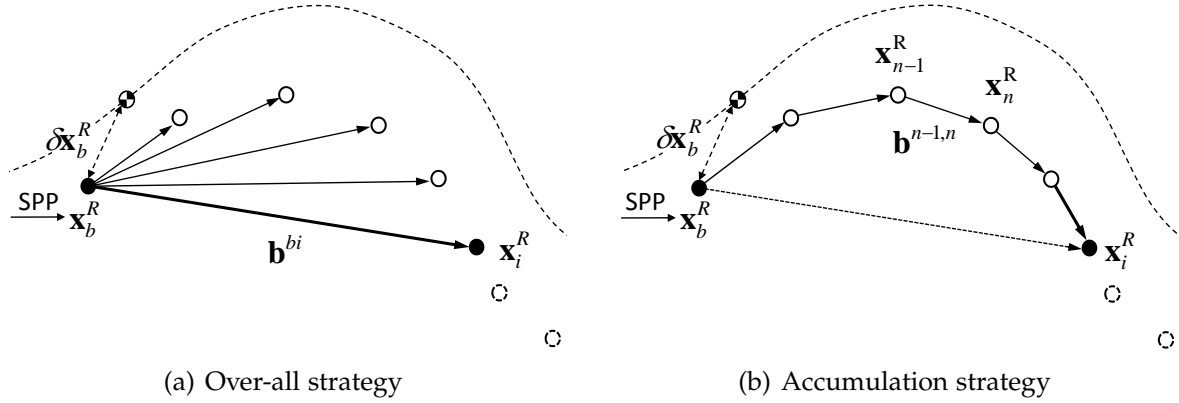 δx_b^R
SPP
x_b^R
b^{bi}
x_i^R
(a) Over-all strategy
x_{n−1}^R
x_n^R
δx_b^R
b^{n−1,n}
SPP
x_b^R
x_i^R
(b) Accumulation strategy